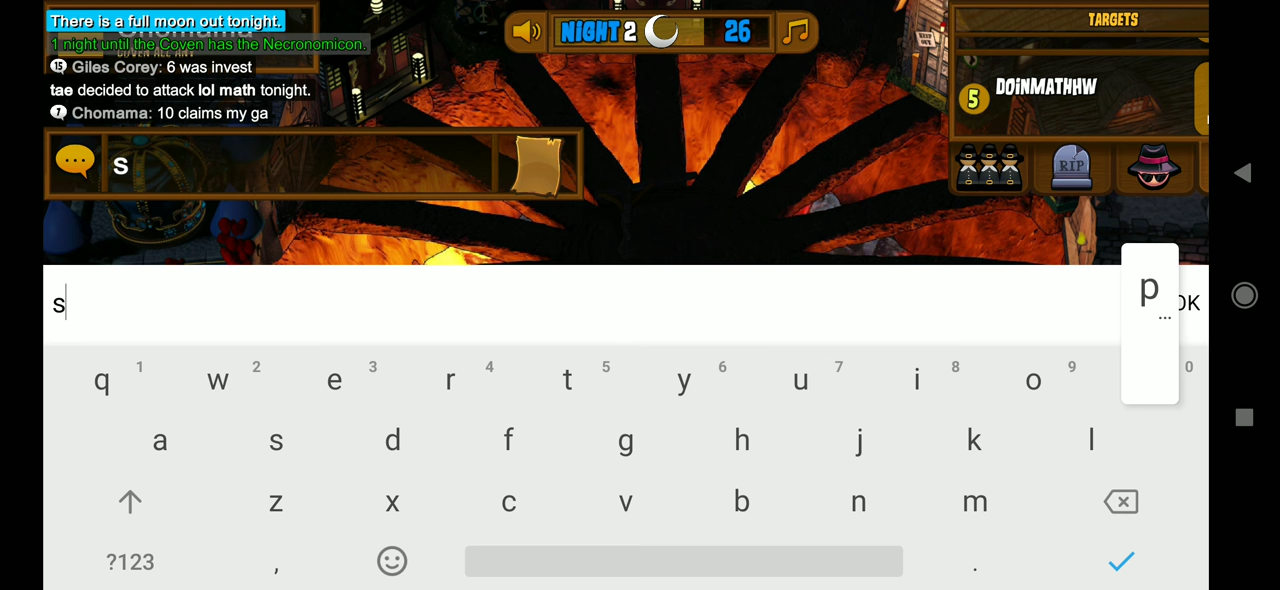 There is a full moon out tonight.
1 night until the Coven has the Necronomicon.
15 Giles Corey: 6 was invest
tae decided to attack lol math tonight.
7 Chomama: 10 claims my ga
s
NIGHT 2
26
TARGETS
5 DOINMATHHW
RIP
s
p
...
OK
q 1 w 2 e 3 r 4 t 5 y 6 u 7 i 8 o 9 0
a s d f g h j k l
z x c v b n m
?123 , .